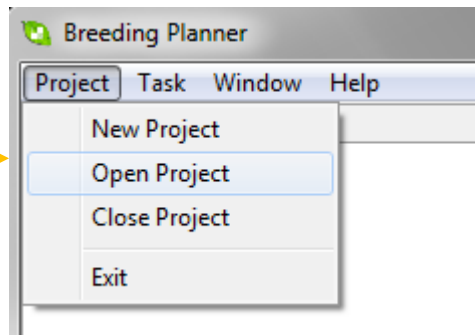 Breeding Planner
Project Task Window Help
New Project
Open Project
Close Project
Exit